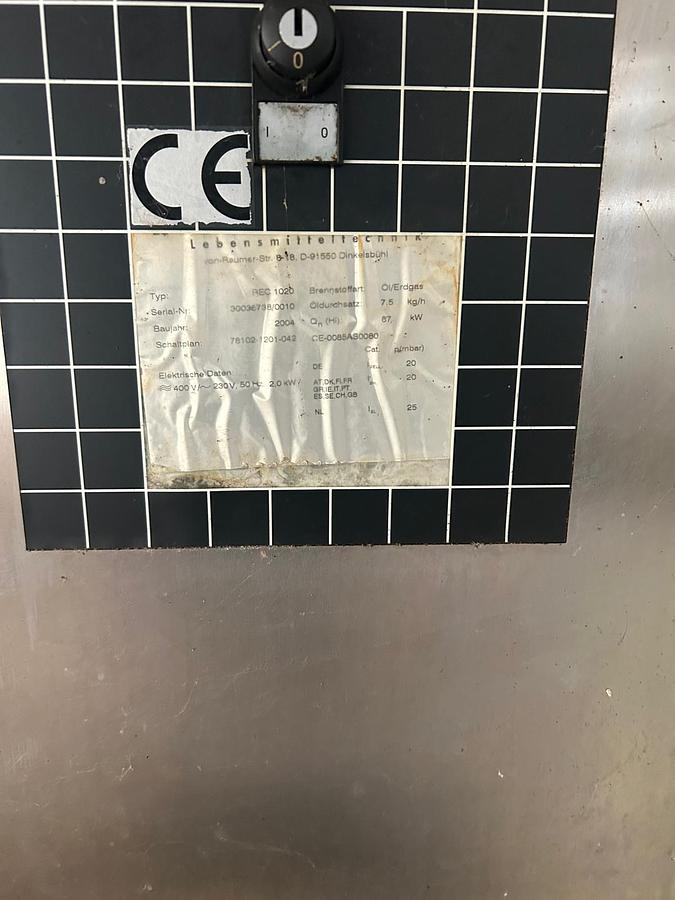 0
I 0
CE
Lebensmitteltechnik
von-Raumer-Str. 8-18, D-91550 Dinkelsbühl
Typ: REC 1020 Brennstoffart: Öl/Erdgas
Serial-Nr: 30036738/0010 Öldurchsatz: 7.5 kg/h
Baujahr: 2004 Qn (Hi) 87 kW
Schaltplan: 78102-1201-042 CE-0085AS0080
Cat. p(mbar)
Elektrische Daten: DE 20
400 V/~ 230V, 50 Hz 2,0 kW AT,DK,FI,FR 20
GR,IE,IT,PT
ES,SE,CH,GB
NL 25